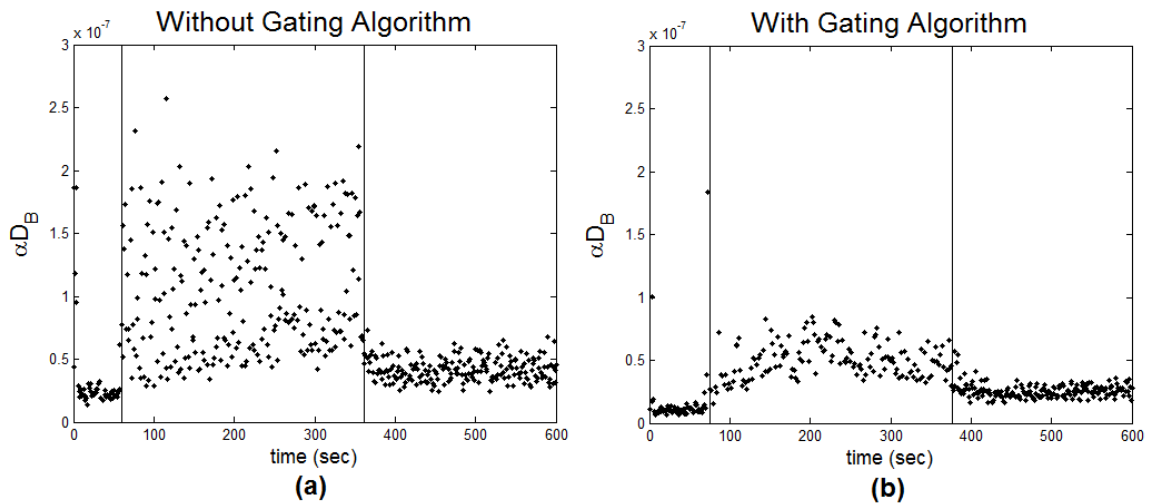 Without Gating Algorithm
× 10⁻⁷
3
2.5
2
1.5
1
0.5
0
αD_B
0 100 200 300 400 500 600
time (sec)
(a)
With Gating Algorithm
× 10⁻⁷
3
2.5
2
1.5
1
0.5
0
αD_B
0 100 200 300 400 500 600
time (sec)
(b)